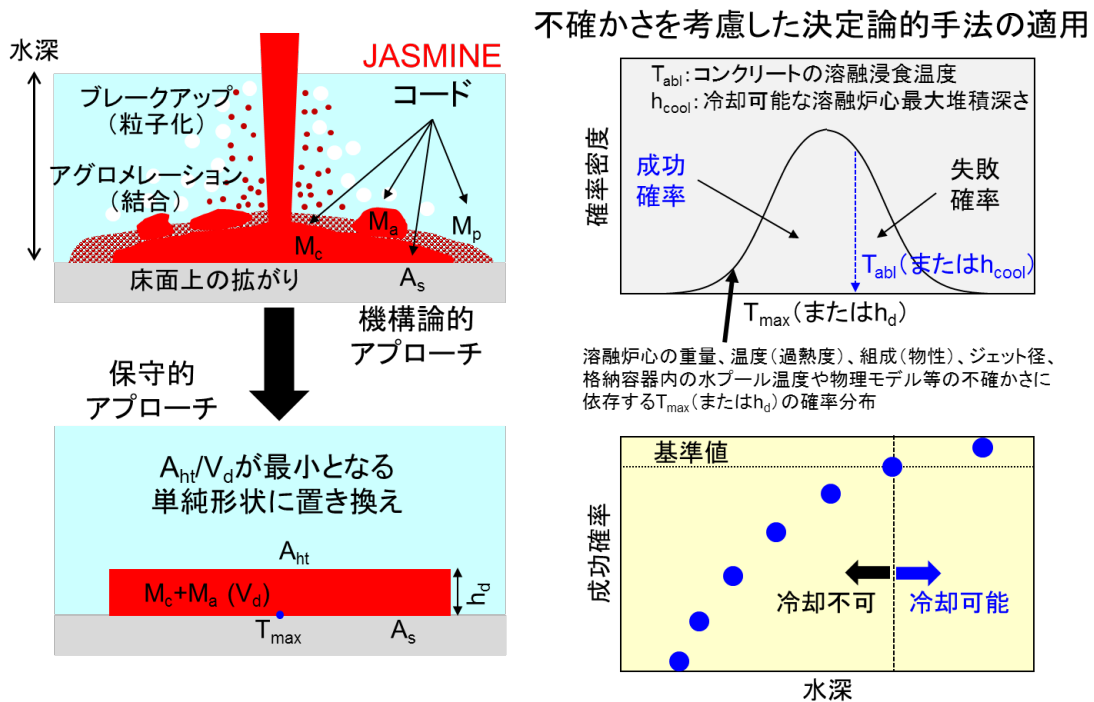 水深
JASMINE
コード
ブレークアップ
(粒子化)
アグロメレーション
(結合)
Ma
Mp
Mc
床面上の拡がり
As
機構論的
アプローチ
保守的
アプローチ
Aht/Vdが最小となる
単純形状に置き換え
Aht
Mc+Ma (Vd)
hd
Tmax
As
不確かさを考慮した決定論的手法の適用
Tabl:コンクリートの溶融浸食温度
hcool:冷却可能な溶融炉心最大堆積深さ
確率密度
成功
確率
失敗
確率
Tabl(またはhcool)
Tmax(またはhd)
溶融炉心の重量、温度(過熱度)、組成(物性)、ジェット径、
格納容器内の水プール温度や物理モデル等の不確かさに
依存するTmax(またはhd)の確率分布
基準値
成功確率
冷却不可
冷却可能
水深